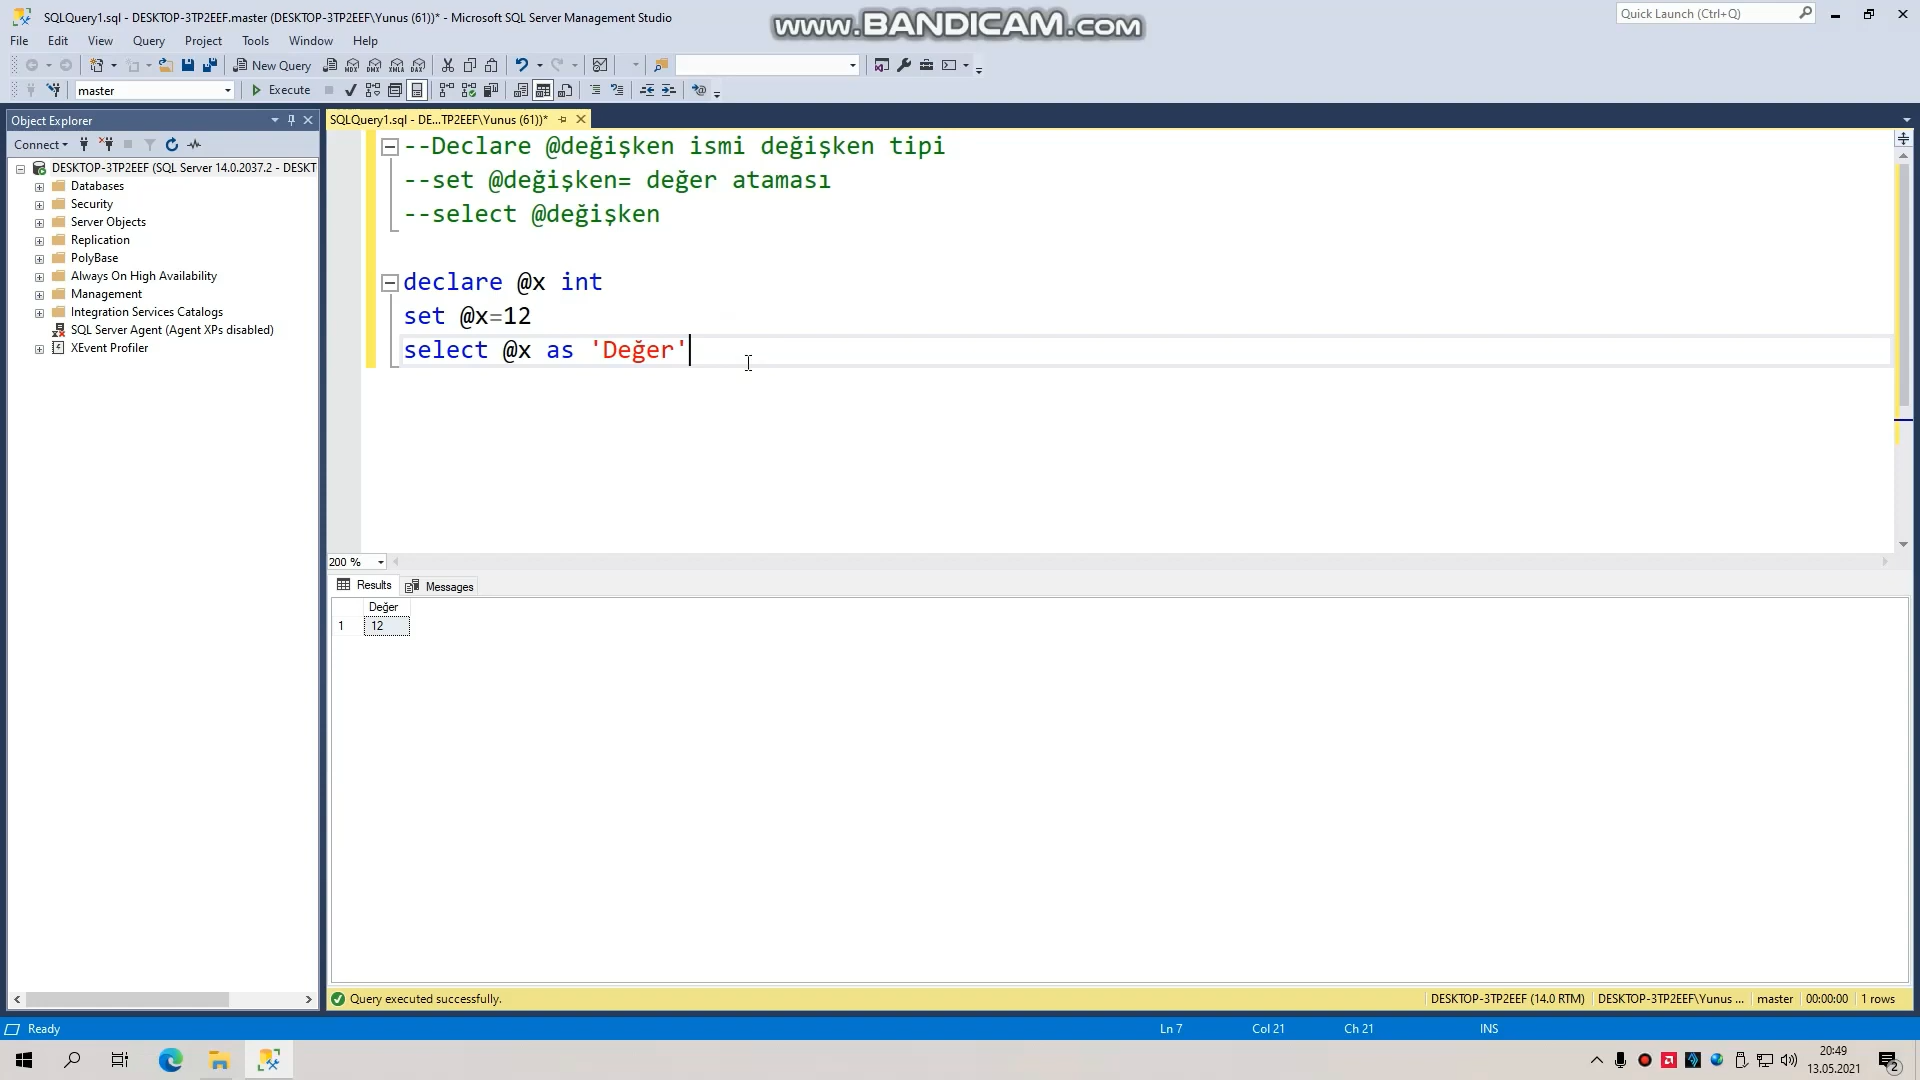 SQLQuery1.sql - DESKTOP-3TP2EEF.master (DESKTOP-3TP2EEF\Yunus (61))* - Microsoft SQL Server Management Studio
www.BANDICAM.com
Quick Launch (Ctrl+Q)
File Edit View Query Project Tools Window Help
New Query
MDX DMX XMLA DAX
master Execute
Object Explorer
SQLQuery1.sql - DE...TP2EEF\Yunus (61))*
Connect
DESKTOP-3TP2EEF (SQL Server 14.0.2037.2 - DESKT
Databases
Security
Server Objects
Replication
PolyBase
Always On High Availability
Management
Integration Services Catalogs
SQL Server Agent (Agent XPs disabled)
XEvent Profiler
--Declare @değişken ismi değişken tipi
--set @değişken= değer ataması
--select @değişken
declare @x int
set @x=12
select @x as 'Değer'
200 %
Results Messages
Değer
1 12
Query executed successfully.
DESKTOP-3TP2EEF (14.0 RTM) DESKTOP-3TP2EEF\Yunus ... master 00:00:00 1 rows
Ready Ln 7 Col 21 Ch 21 INS
20:49
13.05.2021
2